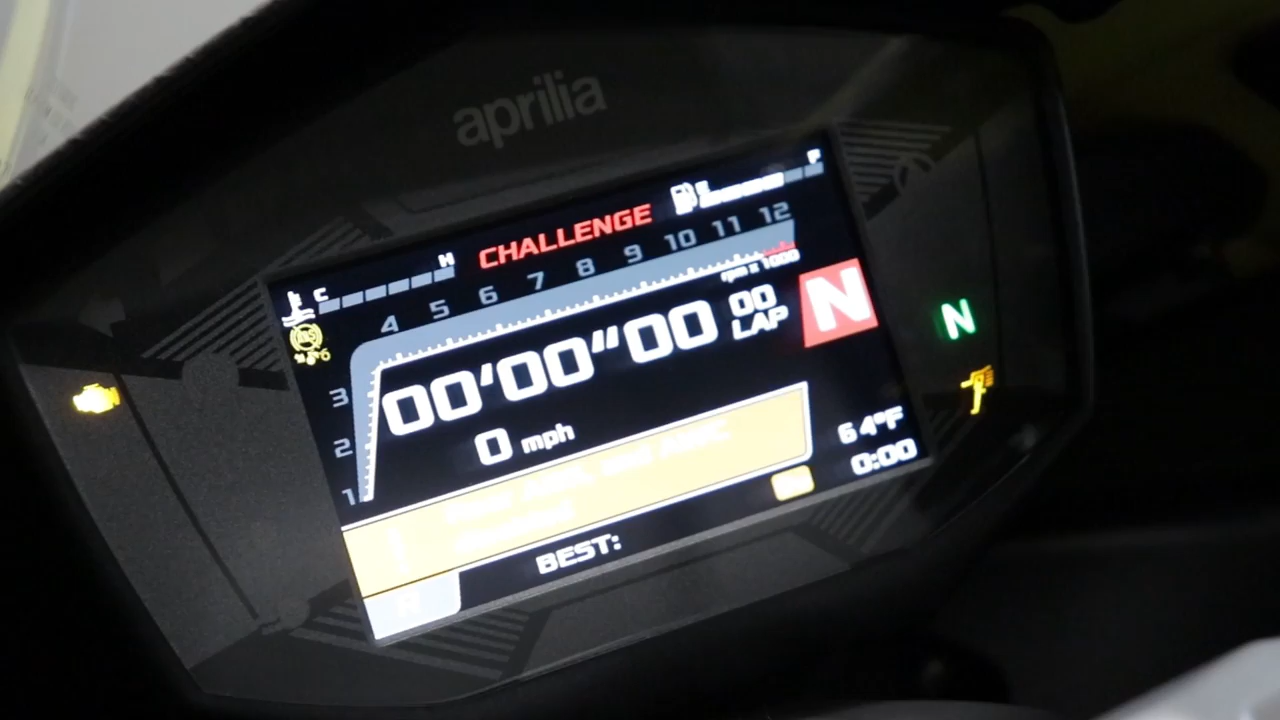 aprilia
C H
CHALLENGE
E F
4 5 6 7 8 9 10 11 12
rpm x 1000
3
2
1
00'00"00
00
LAP
N
N
0 mph
64°F
0:00
BEST:
R